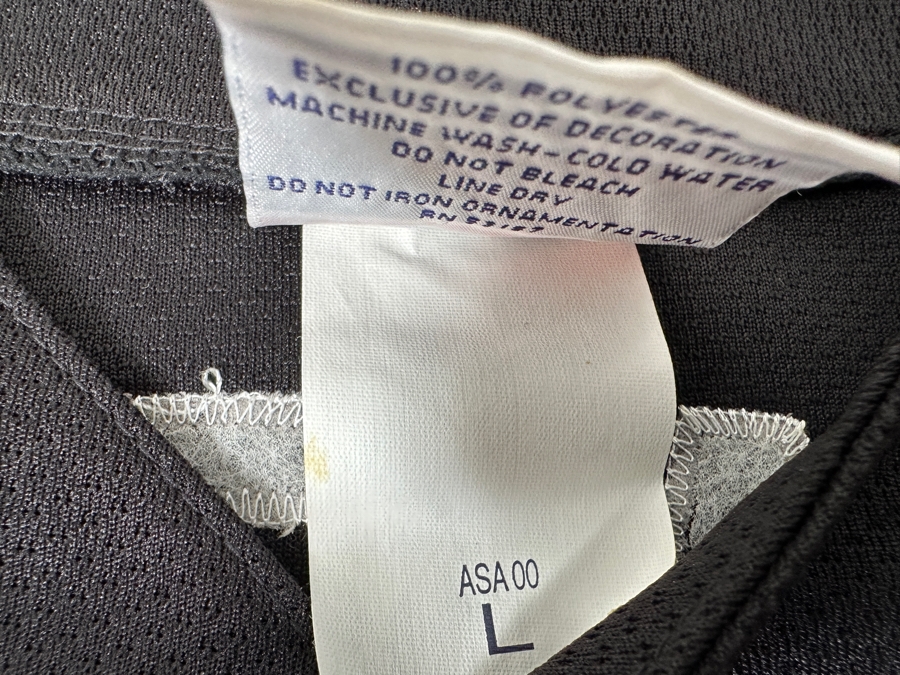 100% POLYESTER
EXCLUSIVE OF DECORATION
MACHINE WASH-COLD WATER
DO NOT BLEACH
LINE DRY
DO NOT IRON ORNAMENTATION
RN
ASA 00
L